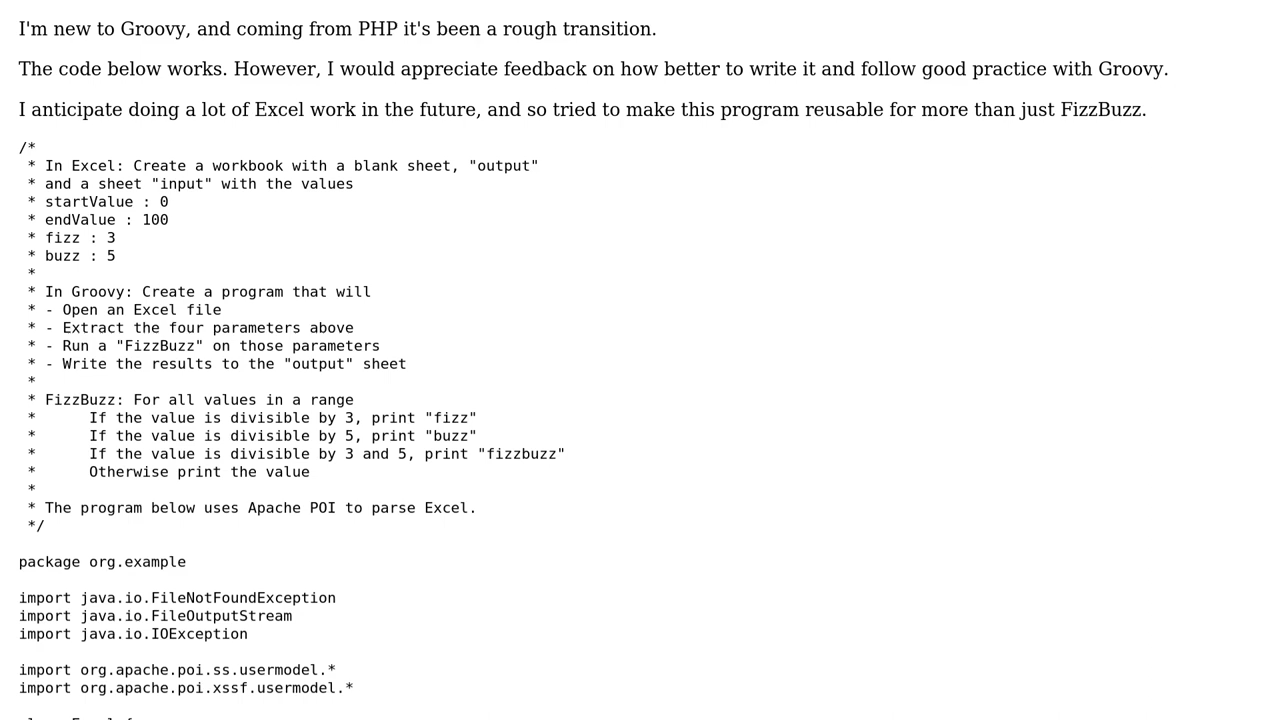 I'm new to Groovy, and coming from PHP it's been a rough transition.
The code below works. However, I would appreciate feedback on how better to write it and follow good practice with Groovy.
I anticipate doing a lot of Excel work in the future, and so tried to make this program reusable for more than just FizzBuzz.
/*
 * In Excel: Create a workbook with a blank sheet, "output"
 * and a sheet "input" with the values
 * startValue : 0
 * endValue : 100
 * fizz : 3
 * buzz : 5
 *
 * In Groovy: Create a program that will
 * - Open an Excel file
 * - Extract the four parameters above
 * - Run a "FizzBuzz" on those parameters
 * - Write the results to the "output" sheet
 *
 * FizzBuzz: For all values in a range
 *      If the value is divisible by 3, print "fizz"
 *      If the value is divisible by 5, print "buzz"
 *      If the value is divisible by 3 and 5, print "fizzbuzz"
 *      Otherwise print the value
 *
 * The program below uses Apache POI to parse Excel.
 */
package org.example
import java.io.FileNotFoundException
import java.io.FileOutputStream
import java.io.IOException
import org.apache.poi.ss.usermodel.*
import org.apache.poi.xssf.usermodel.*